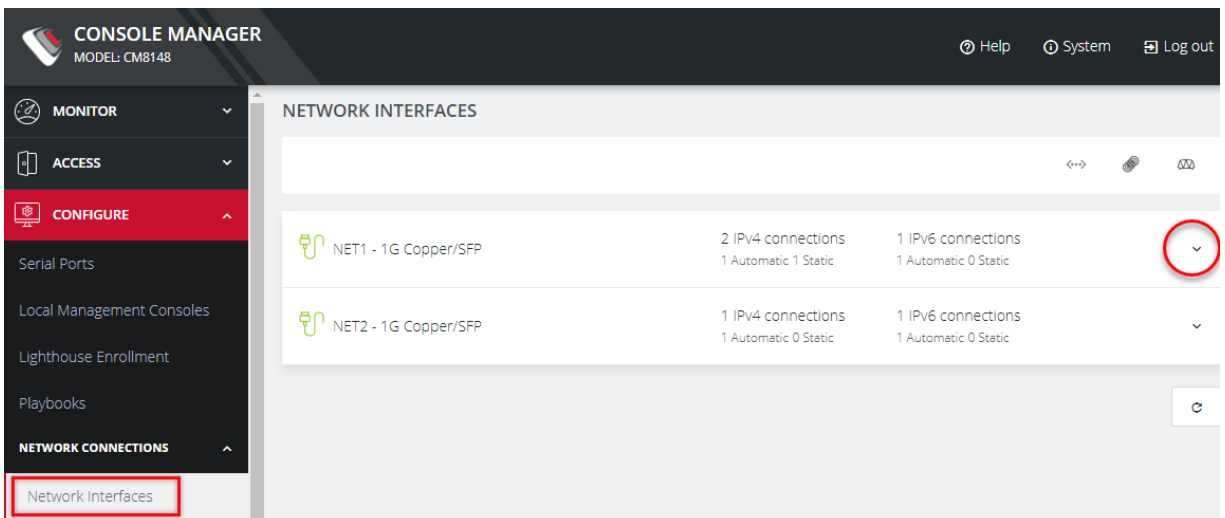 CONSOLE MANAGER
MODEL: CM8148
Help
System
Log out
MONITOR
ACCESS
CONFIGURE
Serial Ports
Local Management Consoles
Lighthouse Enrollment
Playbooks
NETWORK CONNECTIONS
Network Interfaces
NETWORK INTERFACES
NET1 - 1G Copper/SFP
2 IPv4 connections
1 Automatic 1 Static
1 IPv6 connections
1 Automatic 0 Static
NET2 - 1G Copper/SFP
1 IPv4 connections
1 Automatic 0 Static
1 IPv6 connections
1 Automatic 0 Static